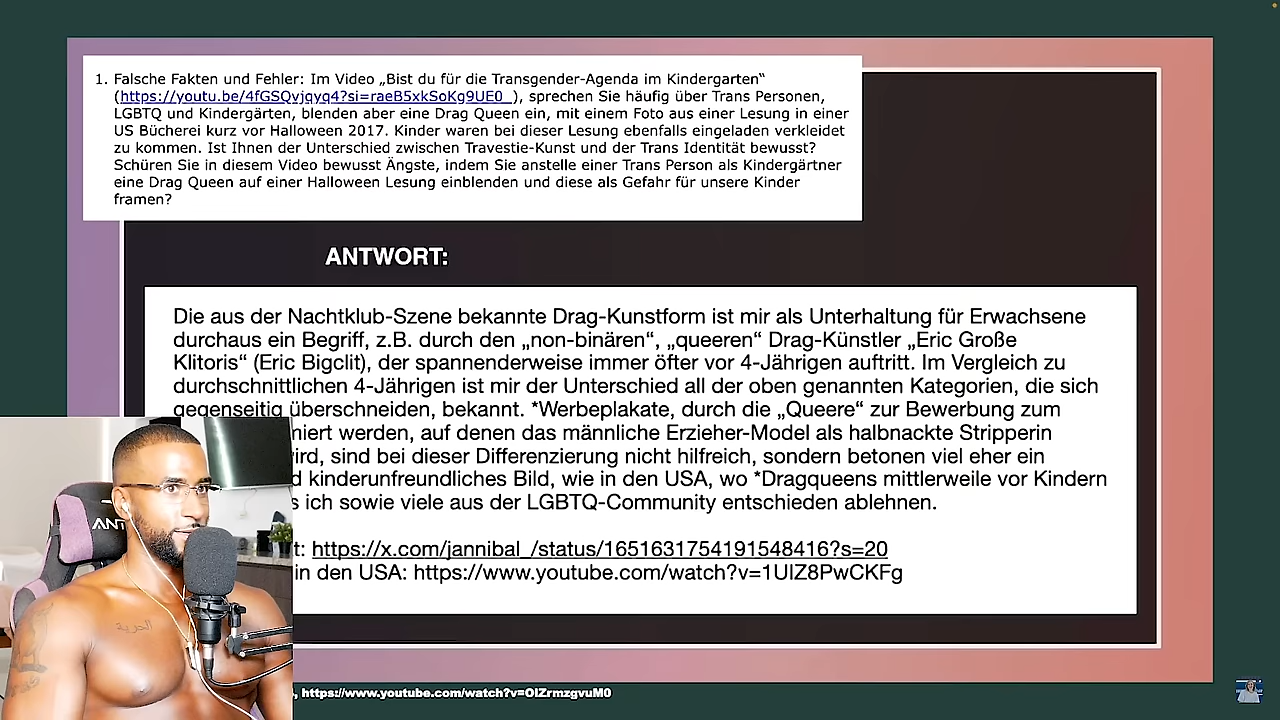 1. Falsche Fakten und Fehler: Im Video „Bist du für die Transgender-Agenda im Kindergarten“
(https://youtu.be/4fGSQvjqyq4?si=raeB5xkSoKg9UE0_), sprechen Sie häufig über Trans Personen,
LGBTQ und Kindergärten, blenden aber eine Drag Queen ein, mit einem Foto aus einer Lesung in einer
US Bücherei kurz vor Halloween 2017. Kinder waren bei dieser Lesung ebenfalls eingeladen verkleidet
zu kommen. Ist Ihnen der Unterschied zwischen Travestie-Kunst und der Trans Identität bewusst?
Schüren Sie in diesem Video bewusst Ängste, indem Sie anstelle einer Trans Person als Kindergärtner
eine Drag Queen auf einer Halloween Lesung einblenden und diese als Gefahr für unsere Kinder
framen?
ANTWORT:
Die aus der Nachtklub-Szene bekannte Drag-Kunstform ist mir als Unterhaltung für Erwachsene
durchaus ein Begriff, z.B. durch den „non-binären“, „queeren“ Drag-Künstler „Eric Große
Klitoris“ (Eric Bigclit), der spannenderweise immer öfter vor 4-Jährigen auftritt. Im Vergleich zu
durchschnittlichen 4-Jährigen ist mir der Unterschied all der oben genannten Kategorien, die sich
gegenseitig überschneiden, bekannt. *Werbeplakate, durch die „Queere“ zur Bewerbung zum
miert werden, auf denen das männliche Erzieher-Model als halbnackte Stripperin
ird, sind bei dieser Differenzierung nicht hilfreich, sondern betonen viel eher ein
d kinderunfreundliches Bild, wie in den USA, wo *Dragqueens mittlerweile vor Kindern
s ich sowie viele aus der LGBTQ-Community entschieden ablehnen.
t: https://x.com/jannibal_/status/1651631754191548416?s=20
in den USA: https://www.youtube.com/watch?v=1UlZ8PwCKFg
ANT
الحرية
, https://www.youtube.com/watch?v=OIZrmzgvuM0